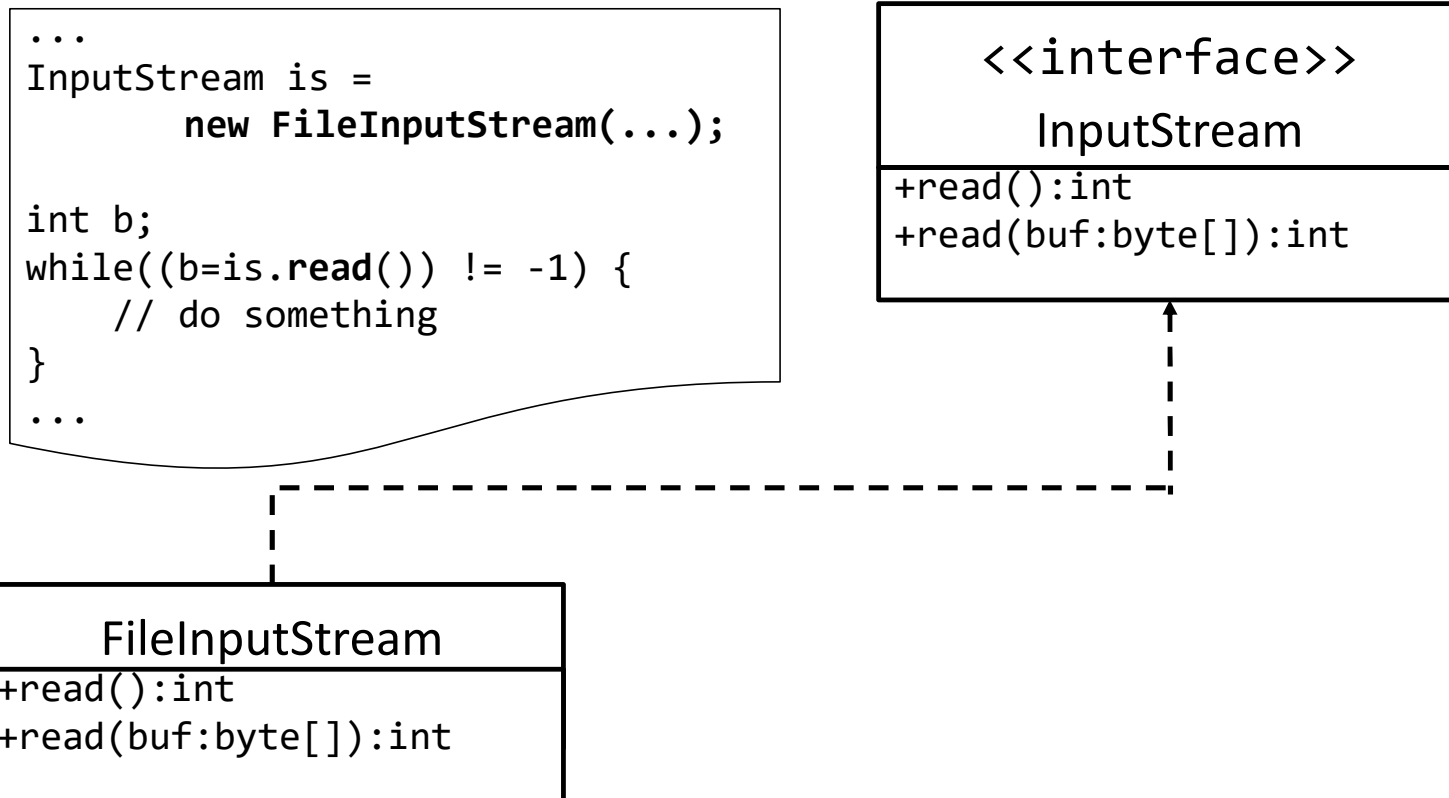 ...
InputStream is =
        new FileInputStream(...);
int b;
while((b=is.read()) != -1) {
    // do something
}
...
<<interface>>
InputStream
+read():int
+read(buf:byte[]):int
FileInputStream
+read():int
+read(buf:byte[]):int